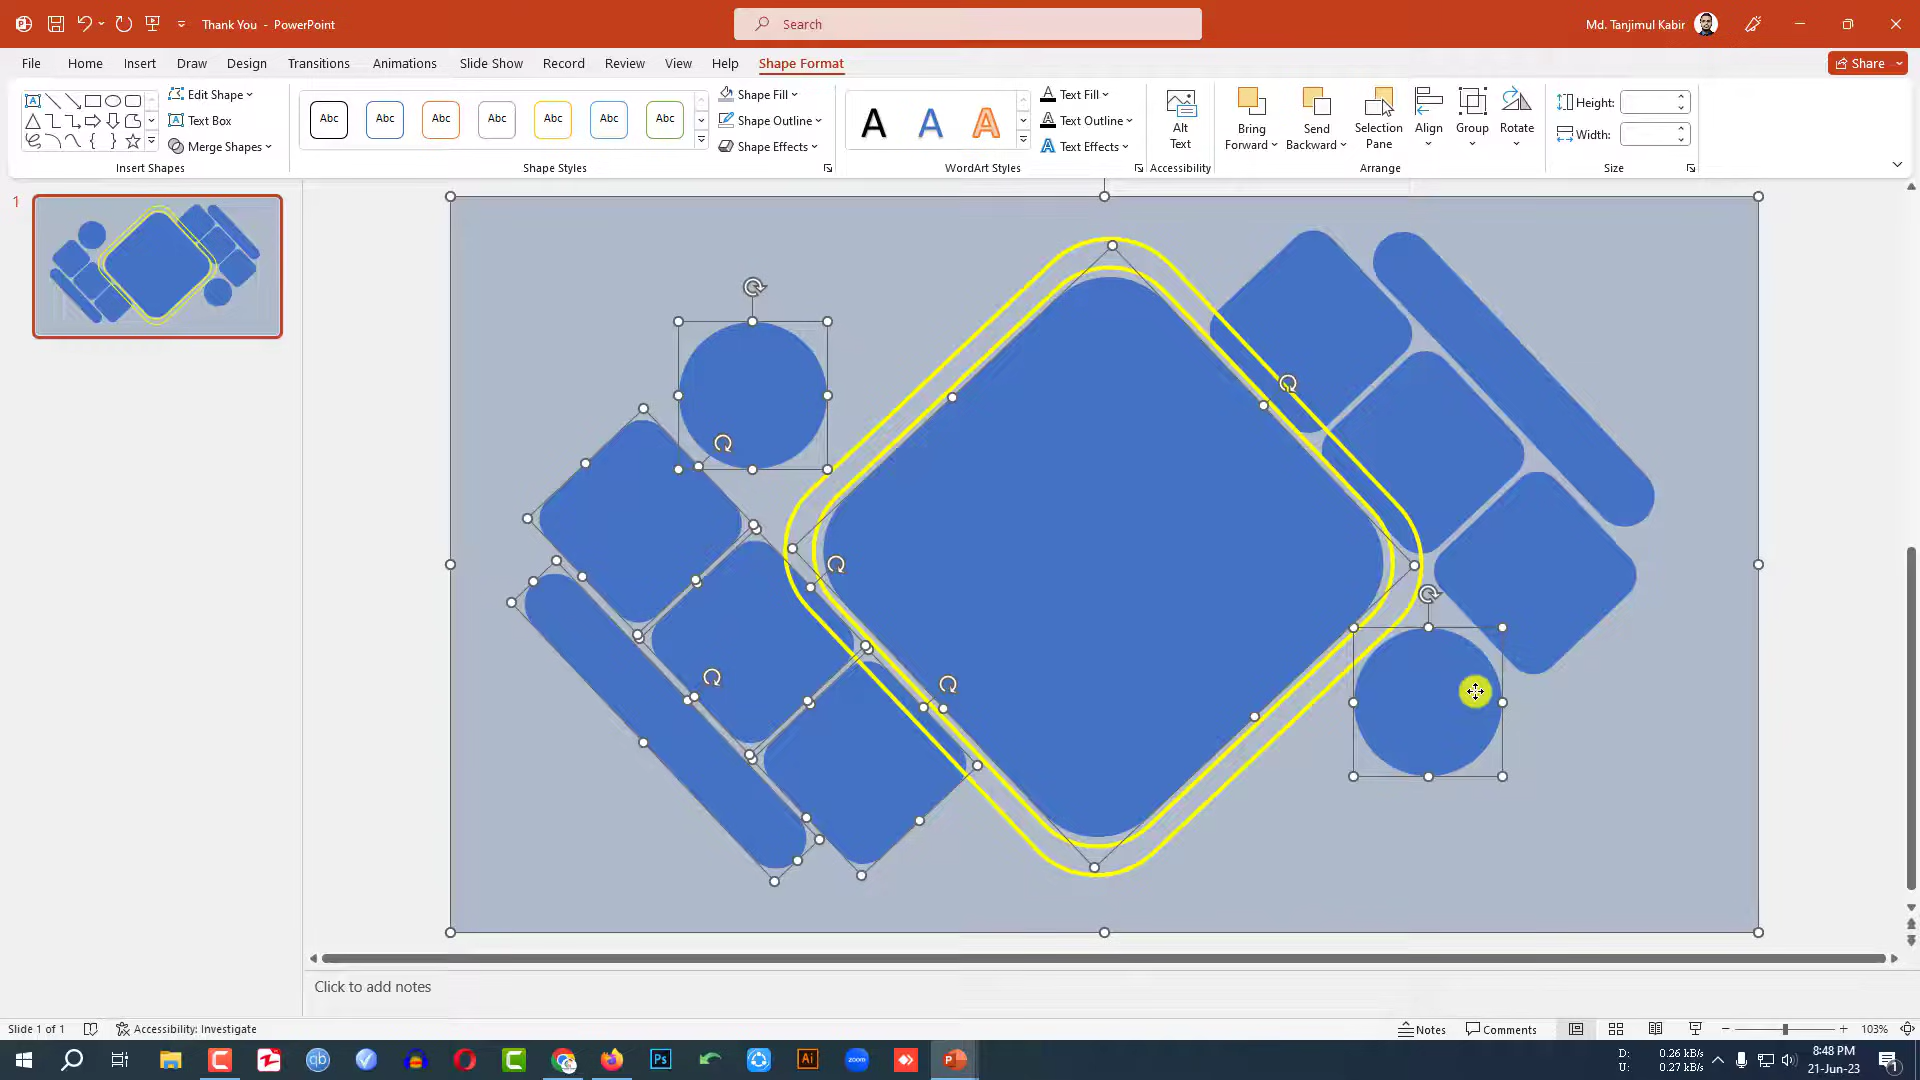 Thank You - PowerPoint
Search
Md. Tanjimul Kabir
File Home Insert Draw Design Transitions Animations Slide Show Record Review View Help Shape Format
Share
Edit Shape
Text Box
Merge Shapes
Insert Shapes
Abc Abc Abc Abc Abc Abc Abc
Shape Fill
Shape Outline
Shape Effects
Shape Styles
A A A
Text Fill
Text Outline
Text Effects
WordArt Styles
Alt Text
Accessibility
Bring Forward
Send Backward
Selection Pane
Align
Group
Rotate
Arrange
Height:
Width:
Size
1
Click to add notes
Slide 1 of 1
Accessibility: Investigate
Notes
Comments
103%
D: 0.26 kB/s
U: 0.27 kB/s
8:48 PM
21-Jun-23